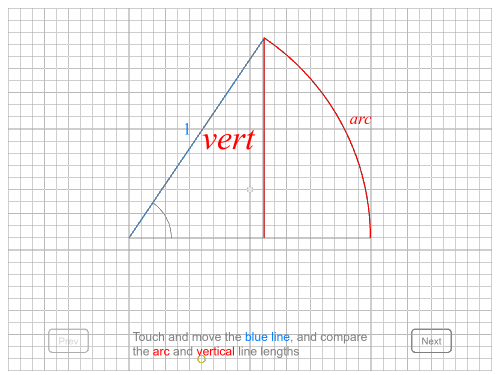 1
vert
arc
Prev
Touch and move the blue line, and compare
the arc and vertical line lengths
Next